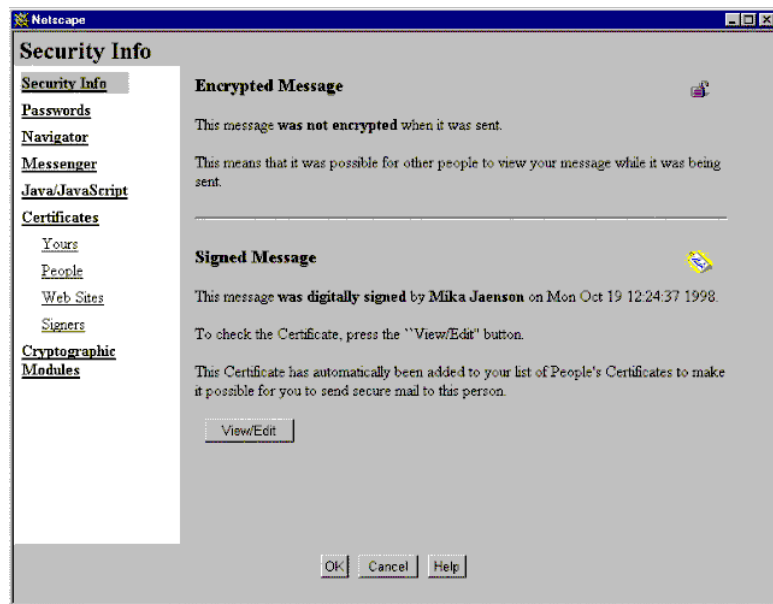 Netscape
Security Info
Security Info
Passwords
Navigator
Messenger
Java/JavaScript
Certificates
Yours
People
Web Sites
Signers
Cryptographic
Modules
Encrypted Message
This message was not encrypted when it was sent.
This means that it was possible for other people to view your message while it was being
sent.
Signed Message
This message was digitally signed by Mika Jaenson on Mon Oct 19 12:24:37 1998.
To check the Certificate, press the ``View/Edit'' button.
This Certificate has automatically been added to your list of People's Certificates to make
it possible for you to send secure mail to this person.
View/Edit
OK Cancel Help